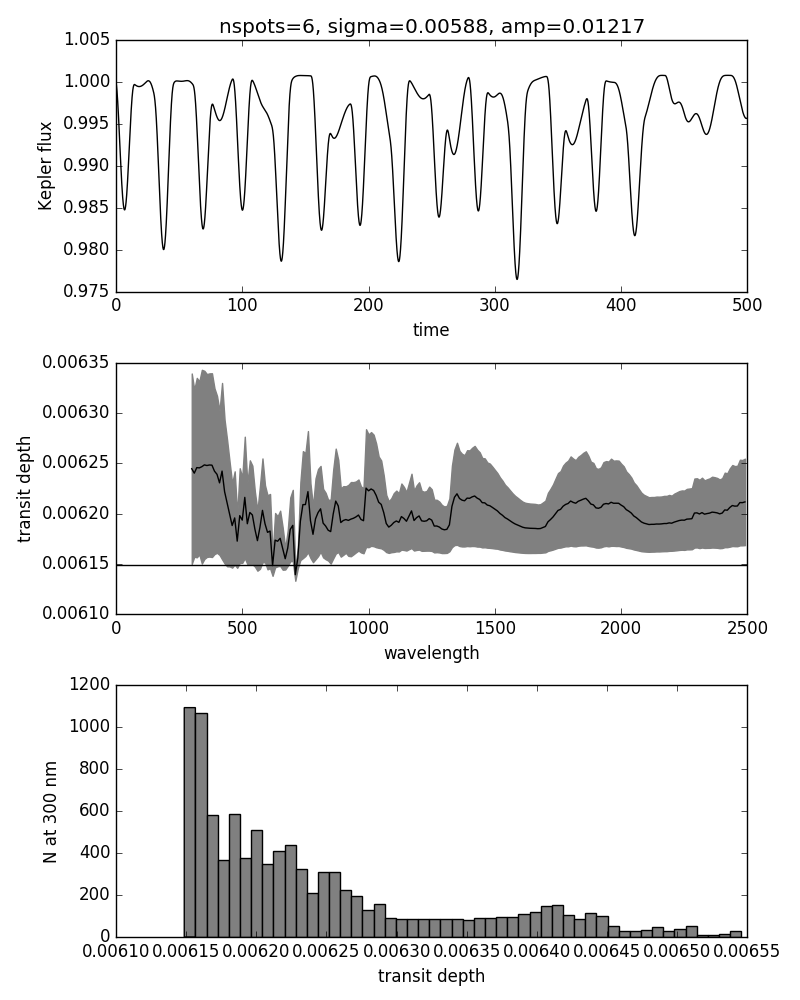 nspots=6, sigma=0.00588, amp=0.01217
1.005
1.000
0.995
0.990
0.985
0.980
0.975
Kepler flux
0 100 200 300 400 500
time
0.00635
0.00630
0.00625
0.00620
0.00615
0.00610
transit depth
0 500 1000 1500 2000 2500
wavelength
1200
1000
800
600
400
200
0
N at 300 nm
0.00610 0.00615 0.00620 0.00625 0.00630 0.00635 0.00640 0.00645 0.00650 0.00655
transit depth